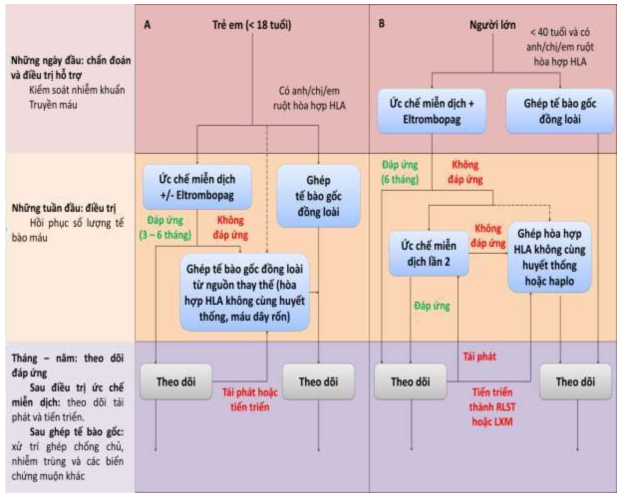 Những ngày đầu: chẩn đoán
và điều trị hỗ trợ
Kiểm soát nhiễm khuẩn
Truyền máu
Những tuần đầu: điều trị
Hồi phục số lượng tế
bào máu
Tháng – năm: theo dõi
đáp ứng
Sau điều trị ức chế
miễn dịch: theo dõi tái
phát và tiến triển.
Sau ghép tế bào gốc:
xử trí ghép chống chủ,
nhiễm trùng và các biến
chứng muộn khác
A
Trẻ em (< 18 tuổi)
Có anh/chị/em
ruột hòa hợp HLA
Ức chế miễn dịch
+/- Eltrombopag
Ghép
tế bào gốc
đồng loài
Đáp ứng
(3 – 6 tháng)
Không
đáp ứng
Ghép tế bào gốc đồng loài
từ nguồn thay thế (hòa
hợp HLA không cùng huyết
thống, máu dây rốn)
Theo dõi
Tái phát hoặc
tiến triển
Theo dõi
B
Người lớn
< 40 tuổi và có
anh/chị/em ruột
hòa hợp HLA
Ức chế miễn dịch +
Eltrombopag
Ghép tế bào gốc
đồng loài
Đáp ứng
(6 tháng)
Không
đáp ứng
Ức chế miễn
dịch lần 2
Không
đáp ứng
Ghép hòa hợp
HLA không cùng
huyết thống
hoặc haplo
Đáp ứng
Tái phát
Theo dõi
Tiến triển
thành RLST
hoặc LXM
Theo dõi